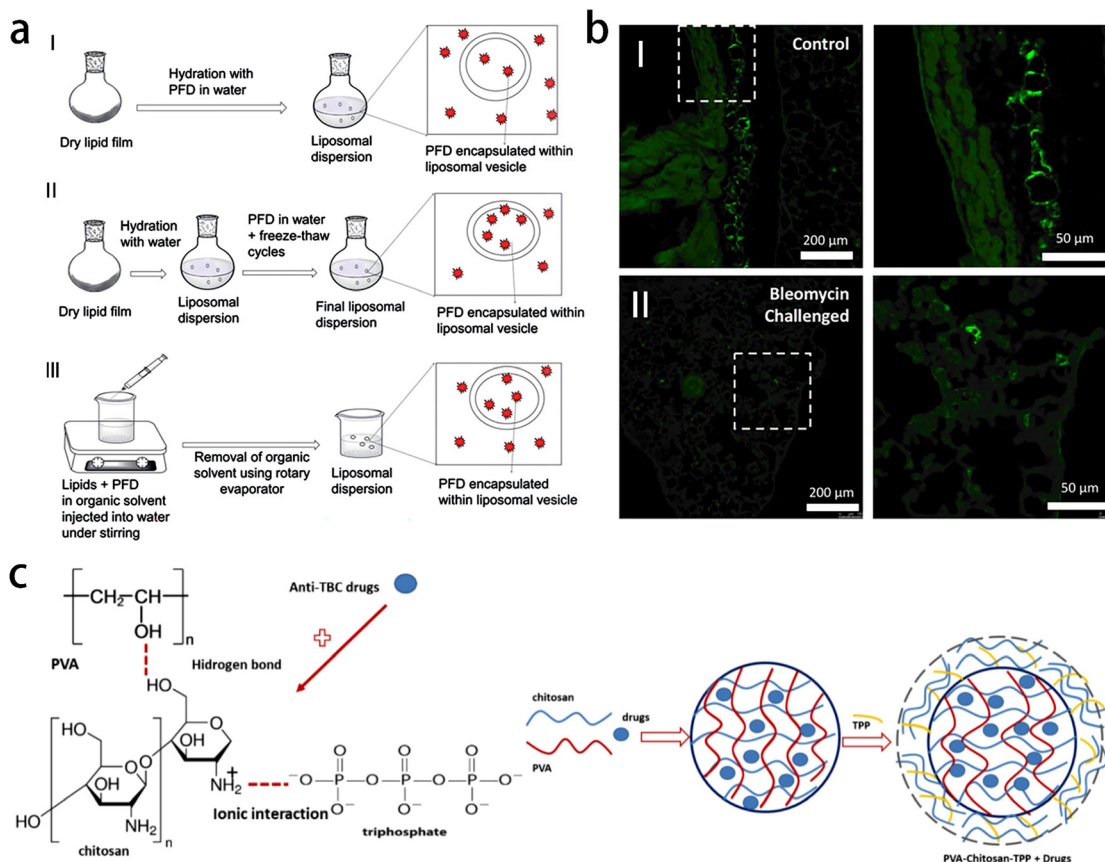 a
I
Hydration with
PFD in water
Dry lipid film
Liposomal
dispersion
PFD encapsulated within
liposomal vesicle
II
Hydration
with water
PFD in water
+ freeze-thaw
cycles
Dry lipid film
Liposomal
dispersion
Final liposomal dispersion
PFD encapsulated within
liposomal vesicle
III
Lipids + PFD
in organic solvent
injected into water
under stirring
Removal of organic
solvent using rotary
evaporator
Liposomal
dispersion
PFD encapsulated
within liposomal vesicle
b
I
Control
200 µm
50 µm
II
Bleomycin
Challenged
200 µm
50 µm
c
CH2 CH
OH
n
PVA
Anti-TBC drugs
Hidrogen bond
HO
O
HO
OH
O
HO
OH
O
HO
NH2
n
chitosan
+
NH2
Ionic interaction
O O O
−O P O P O P O−
O− O− O−
triphosphate
chitosan
drugs
PVA
TPP
PVA-Chitosan-TPP + Drugs